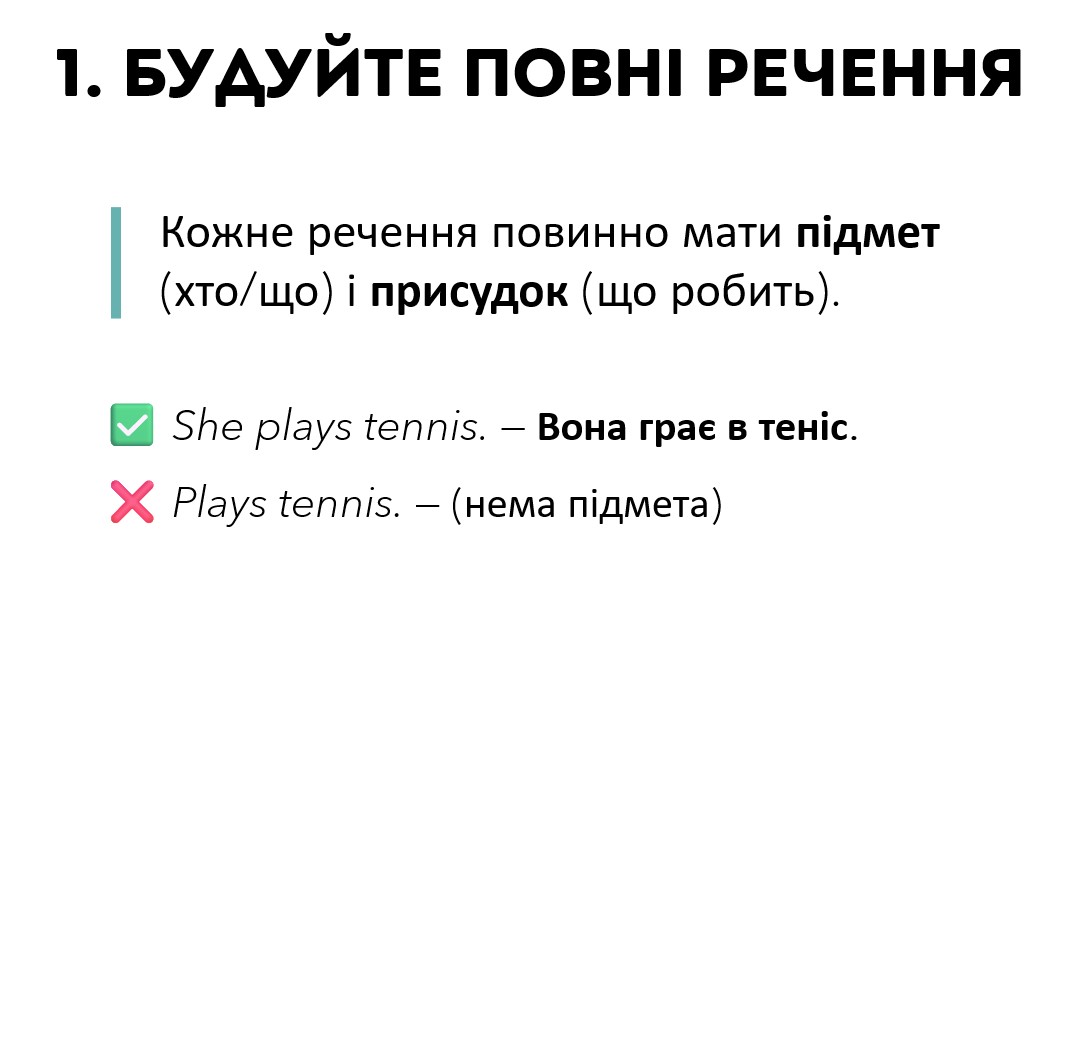 1. БУДУЙТЕ ПОВНІ РЕЧЕННЯ
Кожне речення повинно мати підмет
(хто/що) і присудок (що робить).
✅ She plays tennis. – Вона грає в теніс.
❌ Plays tennis. – (нема підмета)